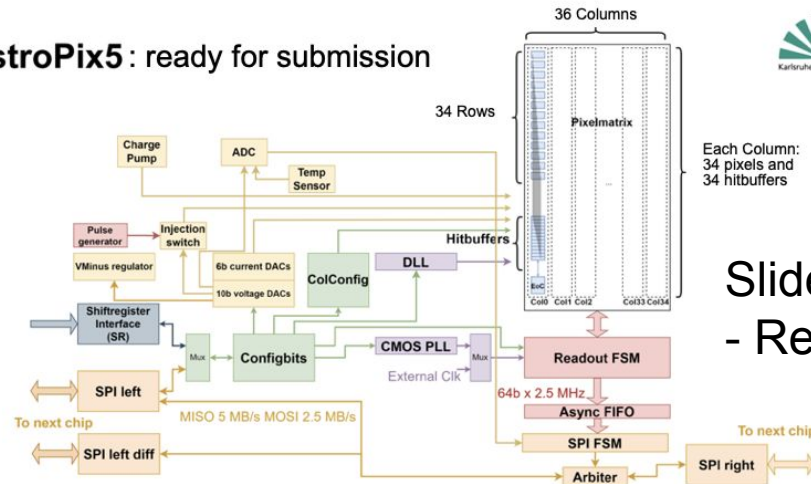 stroPix5: ready for submission
36 Columns
Karlsruhe
34 Rows
Pixelmatrix
Each Column:
34 pixels and
34 hitbuffers
Charge
Pump
ADC
Temp
Sensor
Pulse
generator
Injection
switch
Hitbuffers
VMinus regulator
6b current DACs
10b voltage DACs
ColConfig
DLL
EoC
Col0 Col1 Col2 Col33 Col34
Slide
- Re
Shiftregister
Interface
(SR)
Mux
Configbits
CMOS PLL
Mux
External Clk
Readout FSM
64b x 2.5 MHz
Async FIFO
SPI left
To next chip
MISO 5 MB/s MOSI 2.5 MB/s
SPI FSM
To next chip
SPI left diff
Arbiter
SPI right